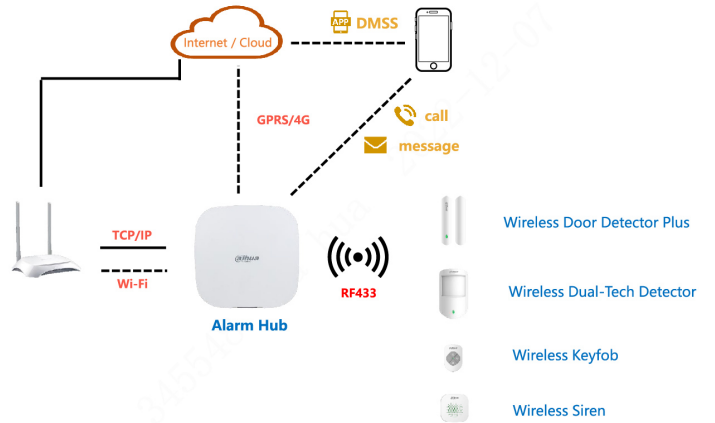 APP DMSS
Internet / Cloud
GPRS/4G
call
message
TCP/IP
Wi-Fi
alhua
RF433
Alarm Hub
Wireless Door Detector Plus
Wireless Dual-Tech Detector
Wireless Keyfob
Wireless Siren